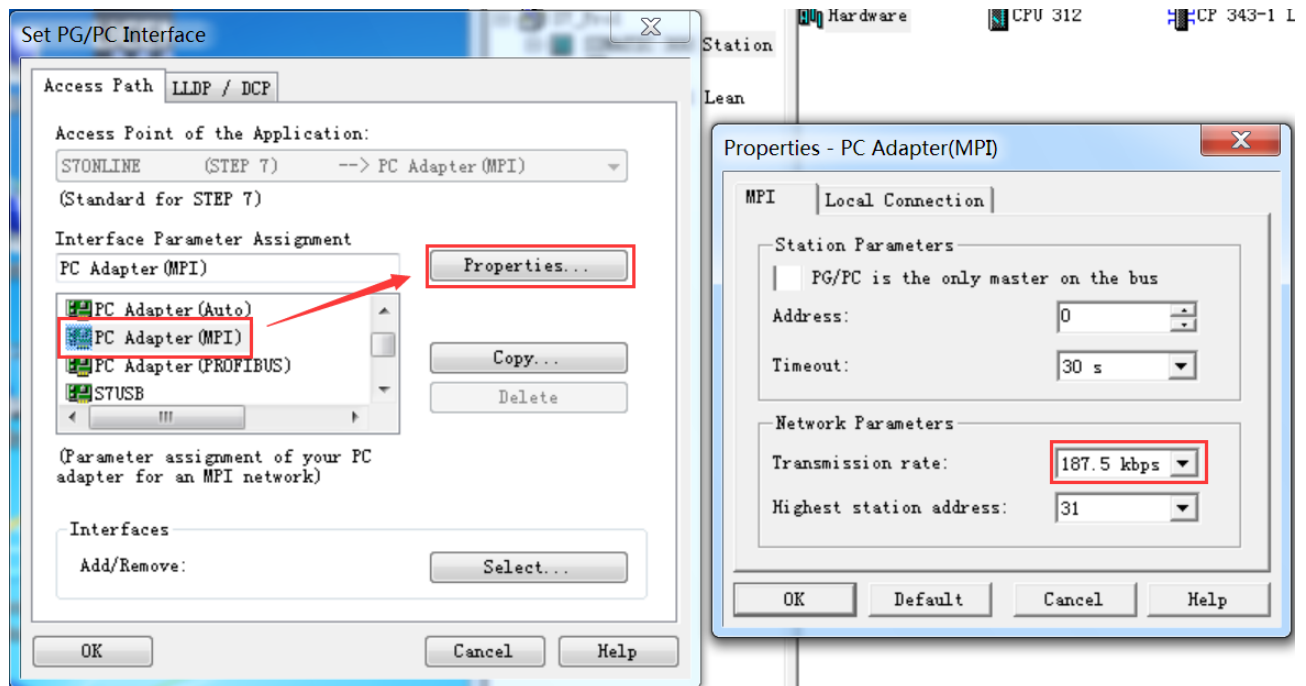 Set PG/PC Interface
Access Path
LLDP / DCP
Access Point of the Application:
S7ONLINE (STEP 7) --> PC Adapter(MPI)
(Standard for STEP 7)
Interface Parameter Assignment
PC Adapter(MPI)
Properties...
PC Adapter(Auto)
PC Adapter(MPI)
PC Adapter(PROFIBUS)
S7USB
Copy...
Delete
(Parameter assignment of your PC
adapter for an MPI network)
Interfaces
Add/Remove:
Select...
OK
Cancel
Help
Station
Lean
Hardware
CPU 312
CP 343-1 L
Properties - PC Adapter(MPI)
MPI
Local Connection
Station Parameters
PG/PC is the only master on the bus
Address:
0
Timeout:
30 s
Network Parameters
Transmission rate:
187.5 kbps
Highest station address:
31
OK
Default
Cancel
Help